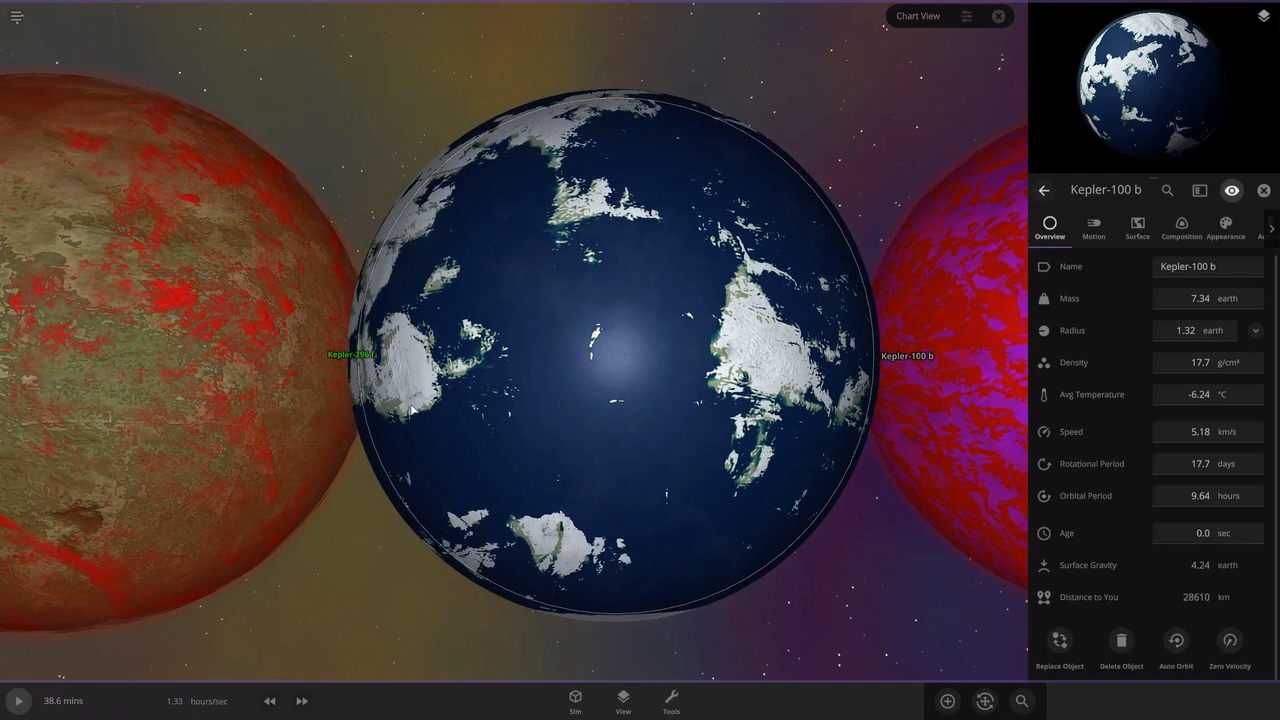 Chart View
Kepler-296 f
Kepler-100 b
Kepler-100 b
Overview
Motion
Surface
Composition
Appearance
Name
Kepler-100 b
Mass
7.34 earth
Radius
1.32 earth
Density
17.7 g/cm³
Avg Temperature
-6.24 °C
Speed
5.18 km/s
Rotational Period
17.7 days
Orbital Period
9.64 hours
Age
0.0 sec
Surface Gravity
4.24 earth
Distance to You
28610 km
Replace Object
Delete Object
Auto Orbit
Zero Velocity
38.6 mins
1.33 hours/sec
Sim
View
Tools